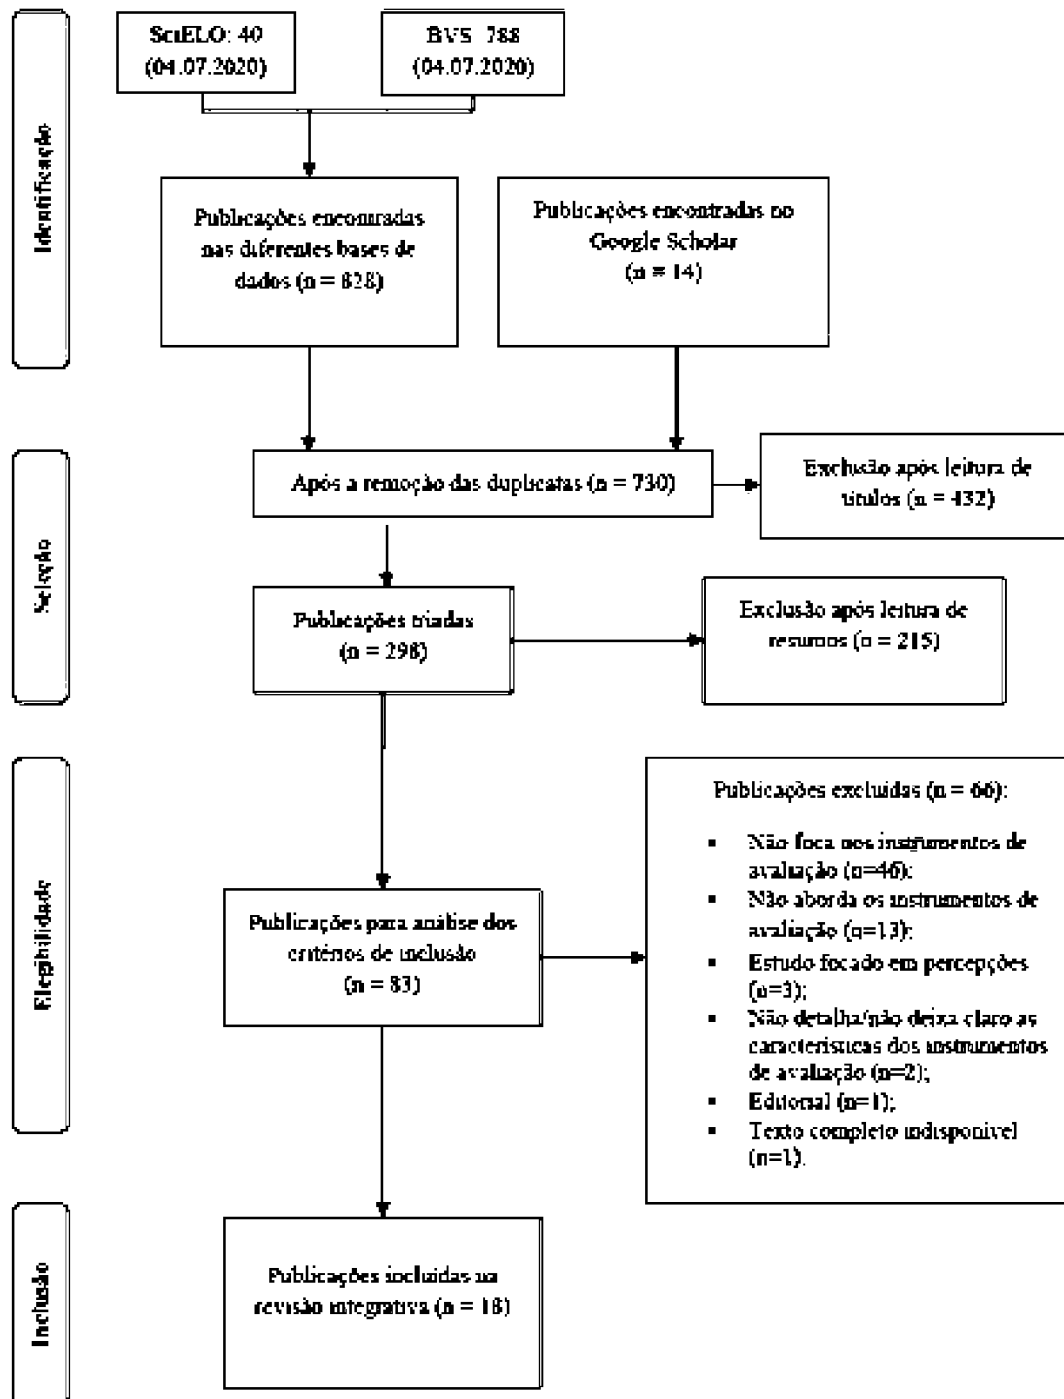 Identificação
SciELO: 40
(04.07.2020)
BVS 788
(04.07.2020)
Publicações encontradas
nas diferentes bases de
dados (n = 828)
Publicações encontradas no
Google Scholar
(n = 14)
Seleção
Após a remoção das duplicatas (n = 730)
Exclusão após leitura de
títulos (n = 432)
Publicações triadas
(n = 298)
Exclusão após leitura de
resumos (n = 215)
Elegibilidade
Publicações para análise dos
critérios de inclusão
(n = 83)
Publicações excluídas (n = 66):
▪ Não foca nos instrumentos de
avaliação (n=46);
▪ Não aborda os instrumentos de
avaliação (n=13);
▪ Estudo focado em percepções
(n=3);
▪ Não detalha/não deixa claro as
características dos instrumentos
de avaliação (n=2);
▪ Editorial (n=1);
▪ Texto completo indisponível
(n=1).
Inclusão
Publicações incluídas na
revisão integrativa (n = 18)